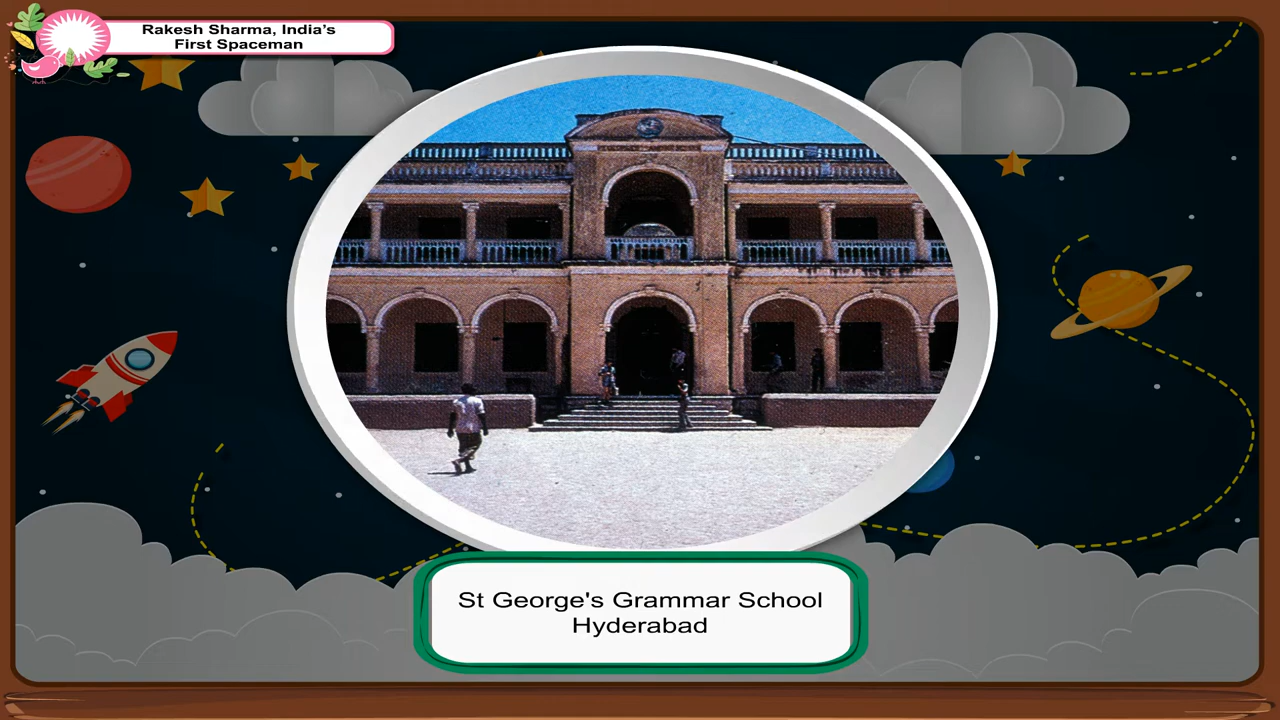 Rakesh Sharma, India’s
First Spaceman
St George's Grammar School
Hyderabad